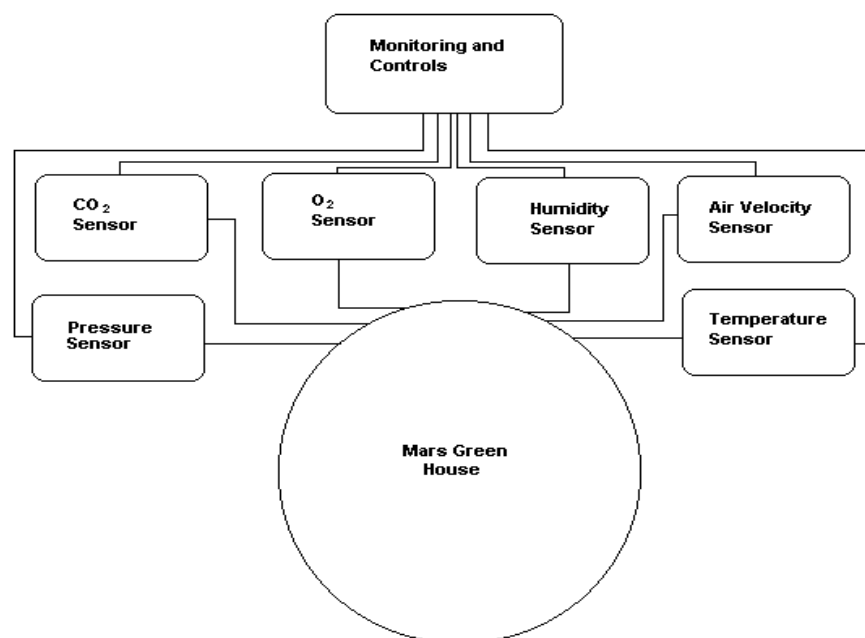 Monitoring and
Controls
CO₂
Sensor
O₂
Sensor
Humidity
Sensor
Air Velocity
Sensor
Pressure
Sensor
Temperature
Sensor
Mars Green
House